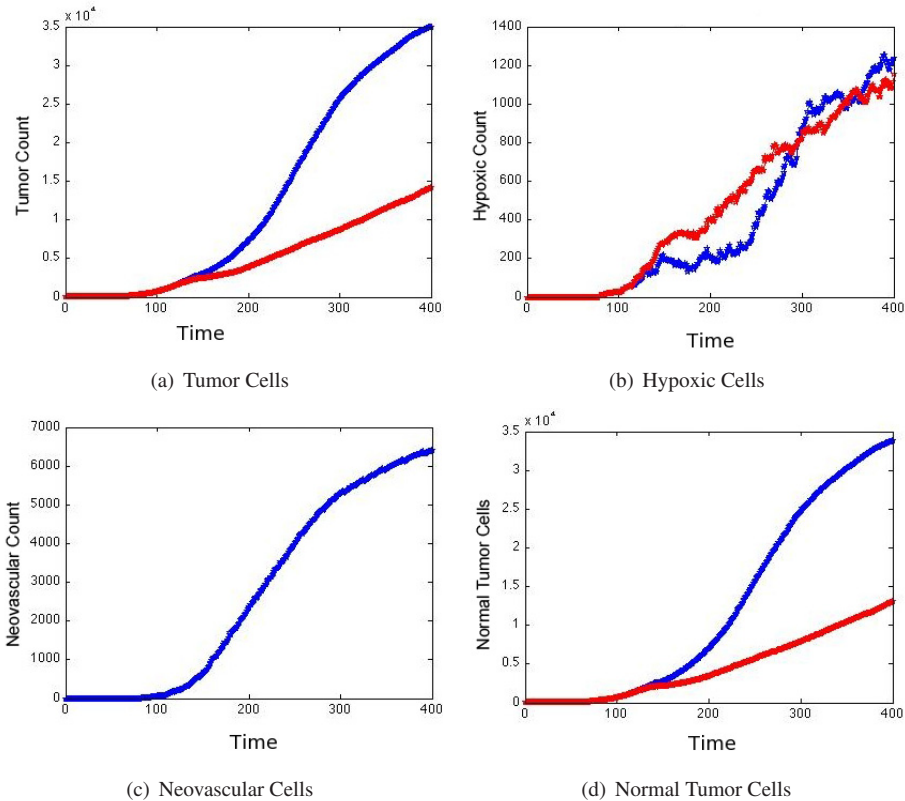 x 10⁴
3.5
3
2.5
2
1.5
1
0.5
0
0 100 200 300 400
Tumor Count
Time
(a) Tumor Cells
1400
1200
1000
800
600
400
200
0
0 100 200 300 400
Hypoxic Count
Time
(b) Hypoxic Cells
7000
6000
5000
4000
3000
2000
1000
0
0 100 200 300 400
Neovascular Count
Time
(c) Neovascular Cells
x 10⁴
3.5
3
2.5
2
1.5
1
0.5
0
0 100 200 300 400
Normal Tumor Cells
Time
(d) Normal Tumor Cells